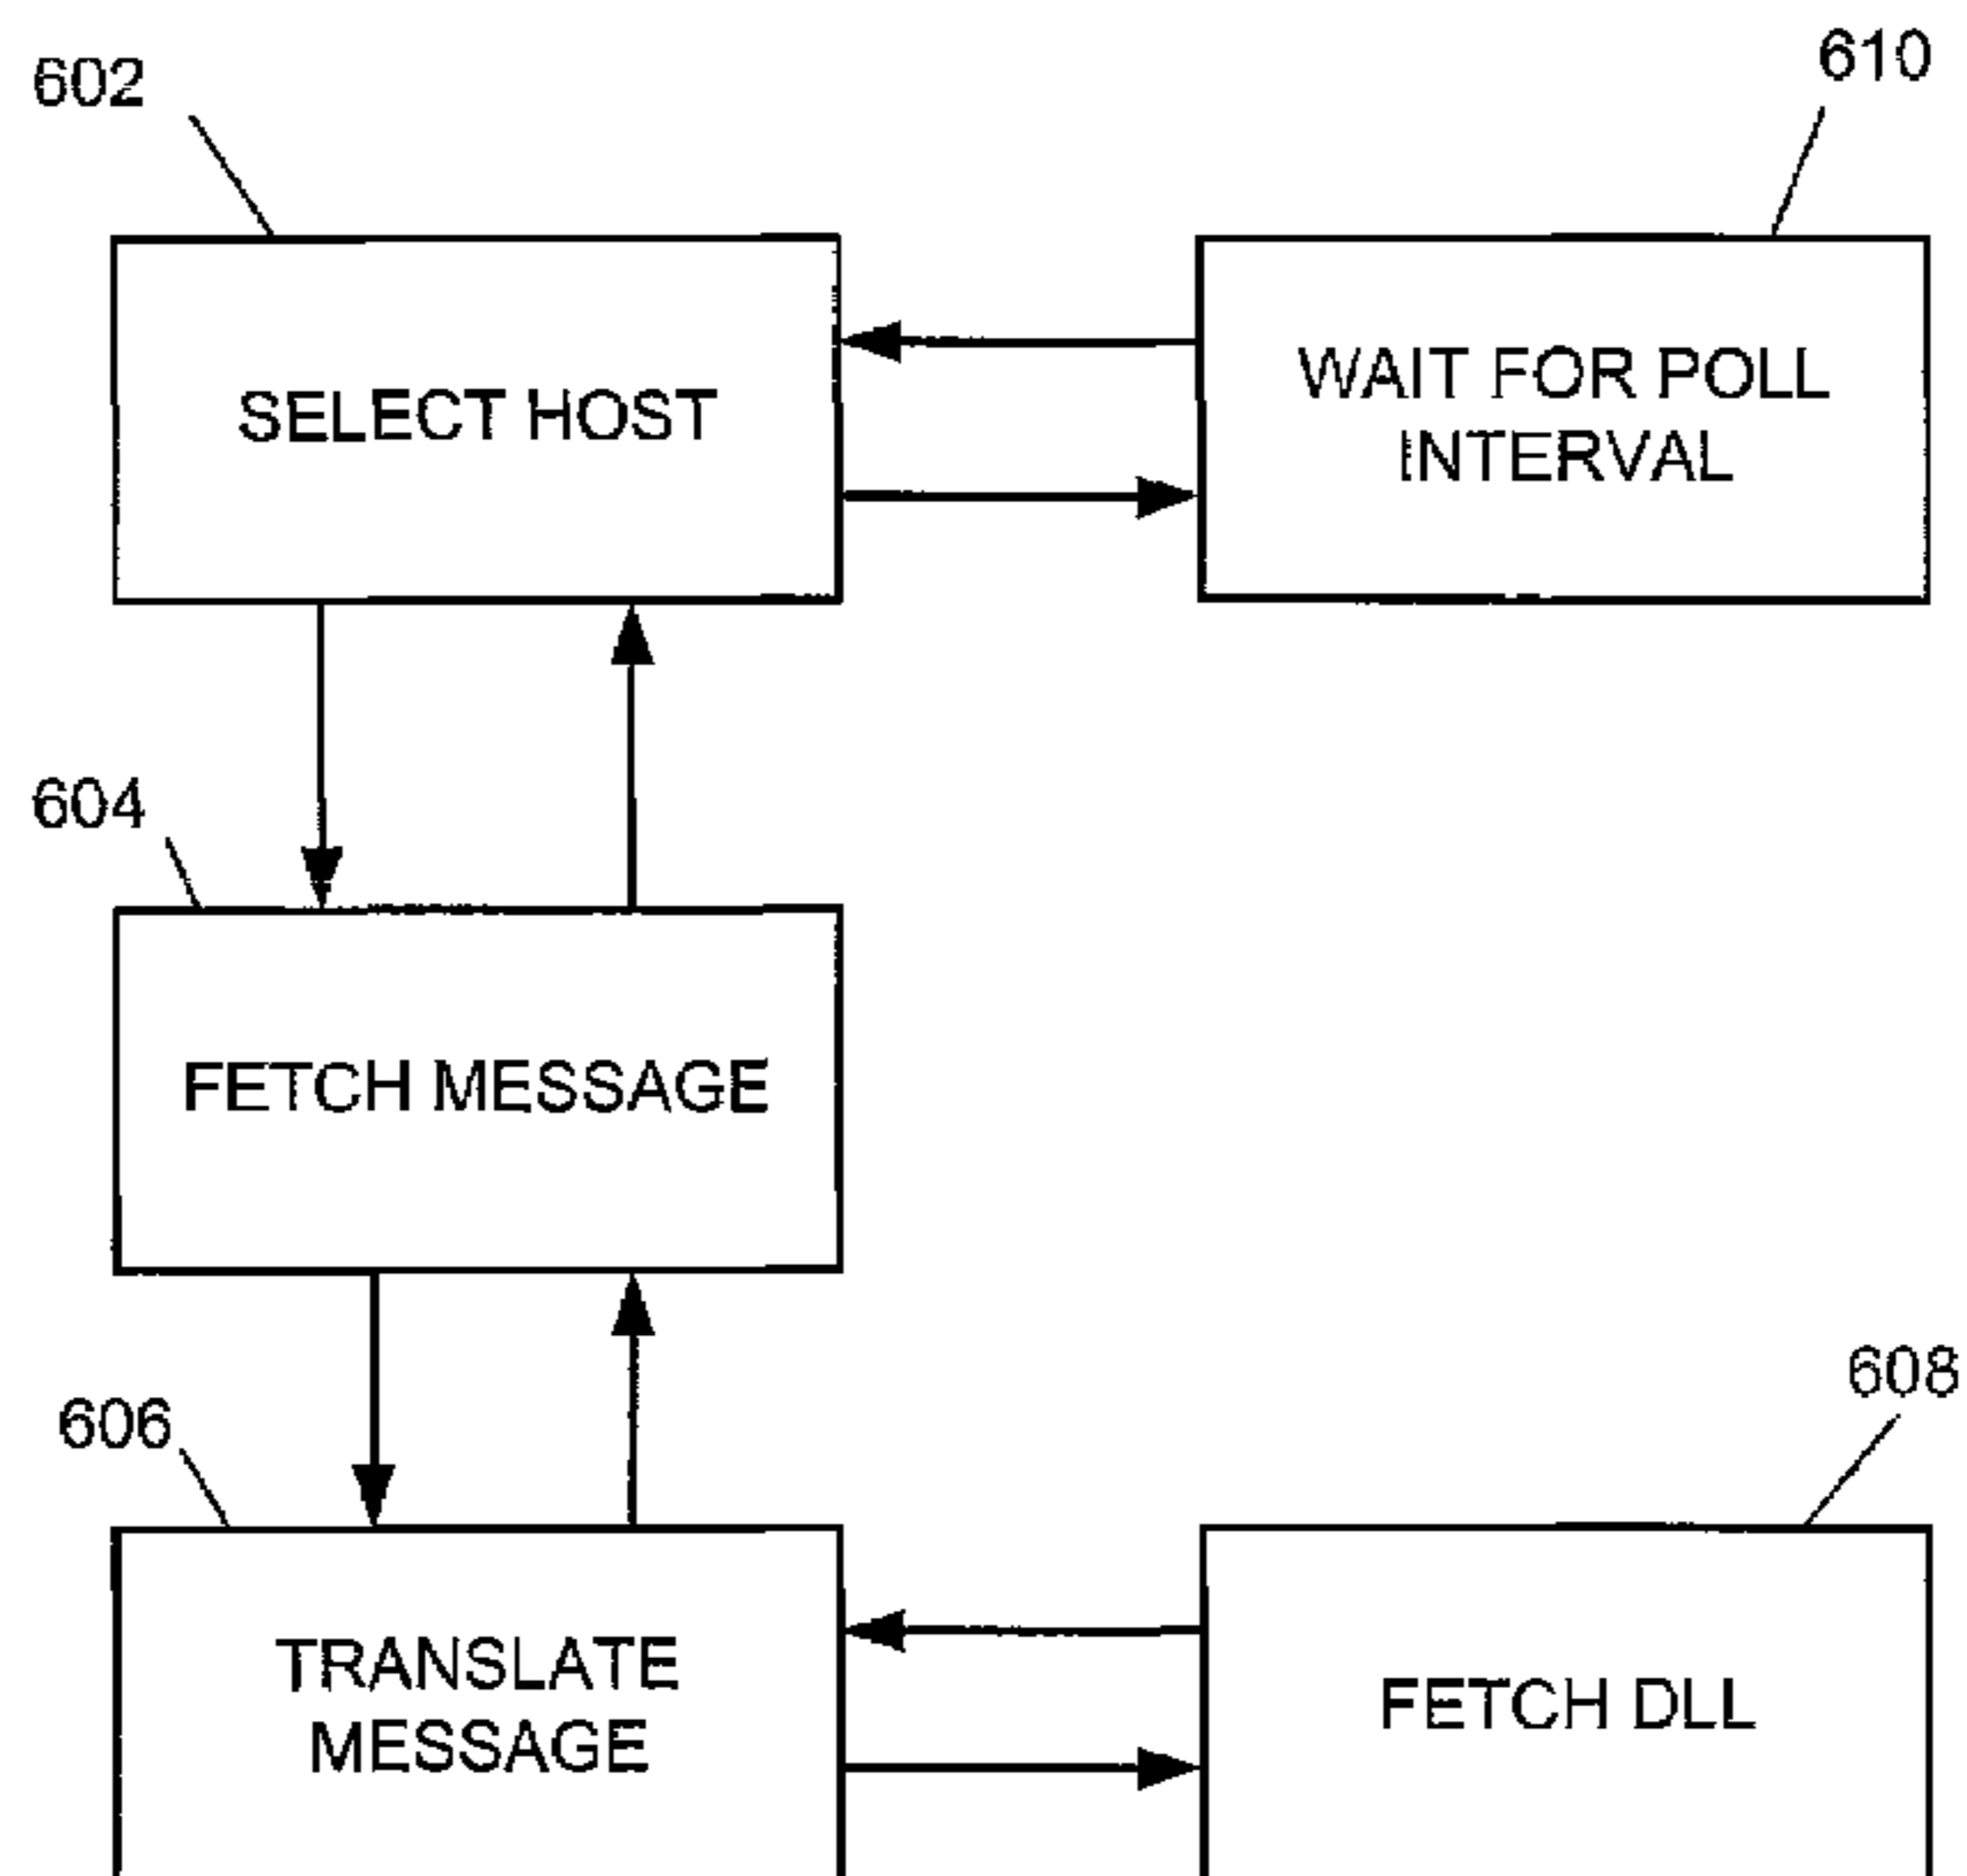 602
610
SELECT HOST
WAIT FOR POLL
INTERVAL
604
FETCH MESSAGE
606
608
TRANSLATE
MESSAGE
FETCH DLL